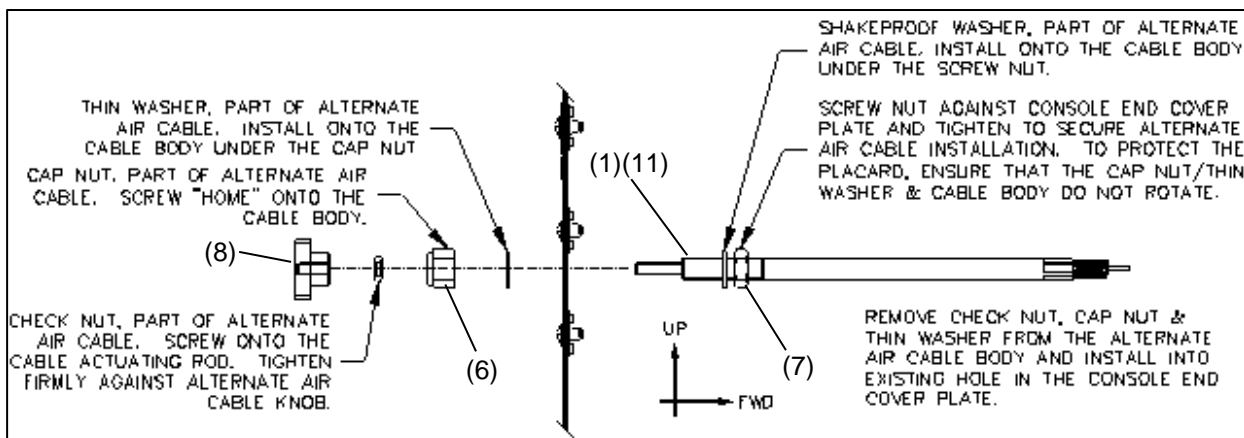 THIN WASHER, PART OF ALTERNATE
AIR CABLE. INSTALL ONTO THE
CABLE BODY UNDER THE CAP NUT
CAP NUT, PART OF ALTERNATE AIR
CABLE. SCREW "HOME" ONTO THE
CABLE BODY.
(8)
CHECK NUT, PART OF ALTERNATE
AIR CABLE. SCREW ONTO THE
CABLE ACTUATING ROD. TIGHTEN
FIRMLY AGAINST ALTERNATE AIR
CABLE KNOB.
(6)
SHAKEPROOF WASHER, PART OF ALTERNATE
AIR CABLE, INSTALL ONTO THE CABLE BODY
UNDER THE SCREW NUT.
SCREW NUT AGAINST CONSOLE END COVER
PLATE AND TIGHTEN TO SECURE ALTERNATE
AIR CABLE INSTALLATION. TO PROTECT THE
PLACARD, ENSURE THAT THE CAP NUT/THIN
WASHER & CABLE BODY DO NOT ROTATE.
(1)(11)
(7)
UP
FWD
REMOVE CHECK NUT, CAP NUT &
THIN WASHER FROM THE ALTERNATE
AIR CABLE BODY AND INSTALL INTO
EXISTING HOLE IN THE CONSOLE END
COVER PLATE.